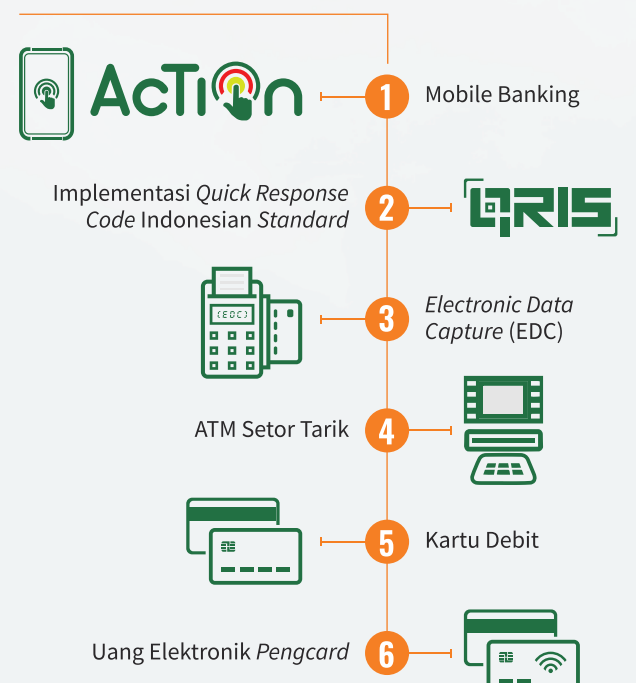 AcTion
1
Mobile Banking
Implementasi Quick Response
Code Indonesian Standard
2
QRIS
(EDC)
3
Electronic Data
Capture (EDC)
ATM Setor Tarik
4
5
Kartu Debit
Uang Elektronik Pengcard
6